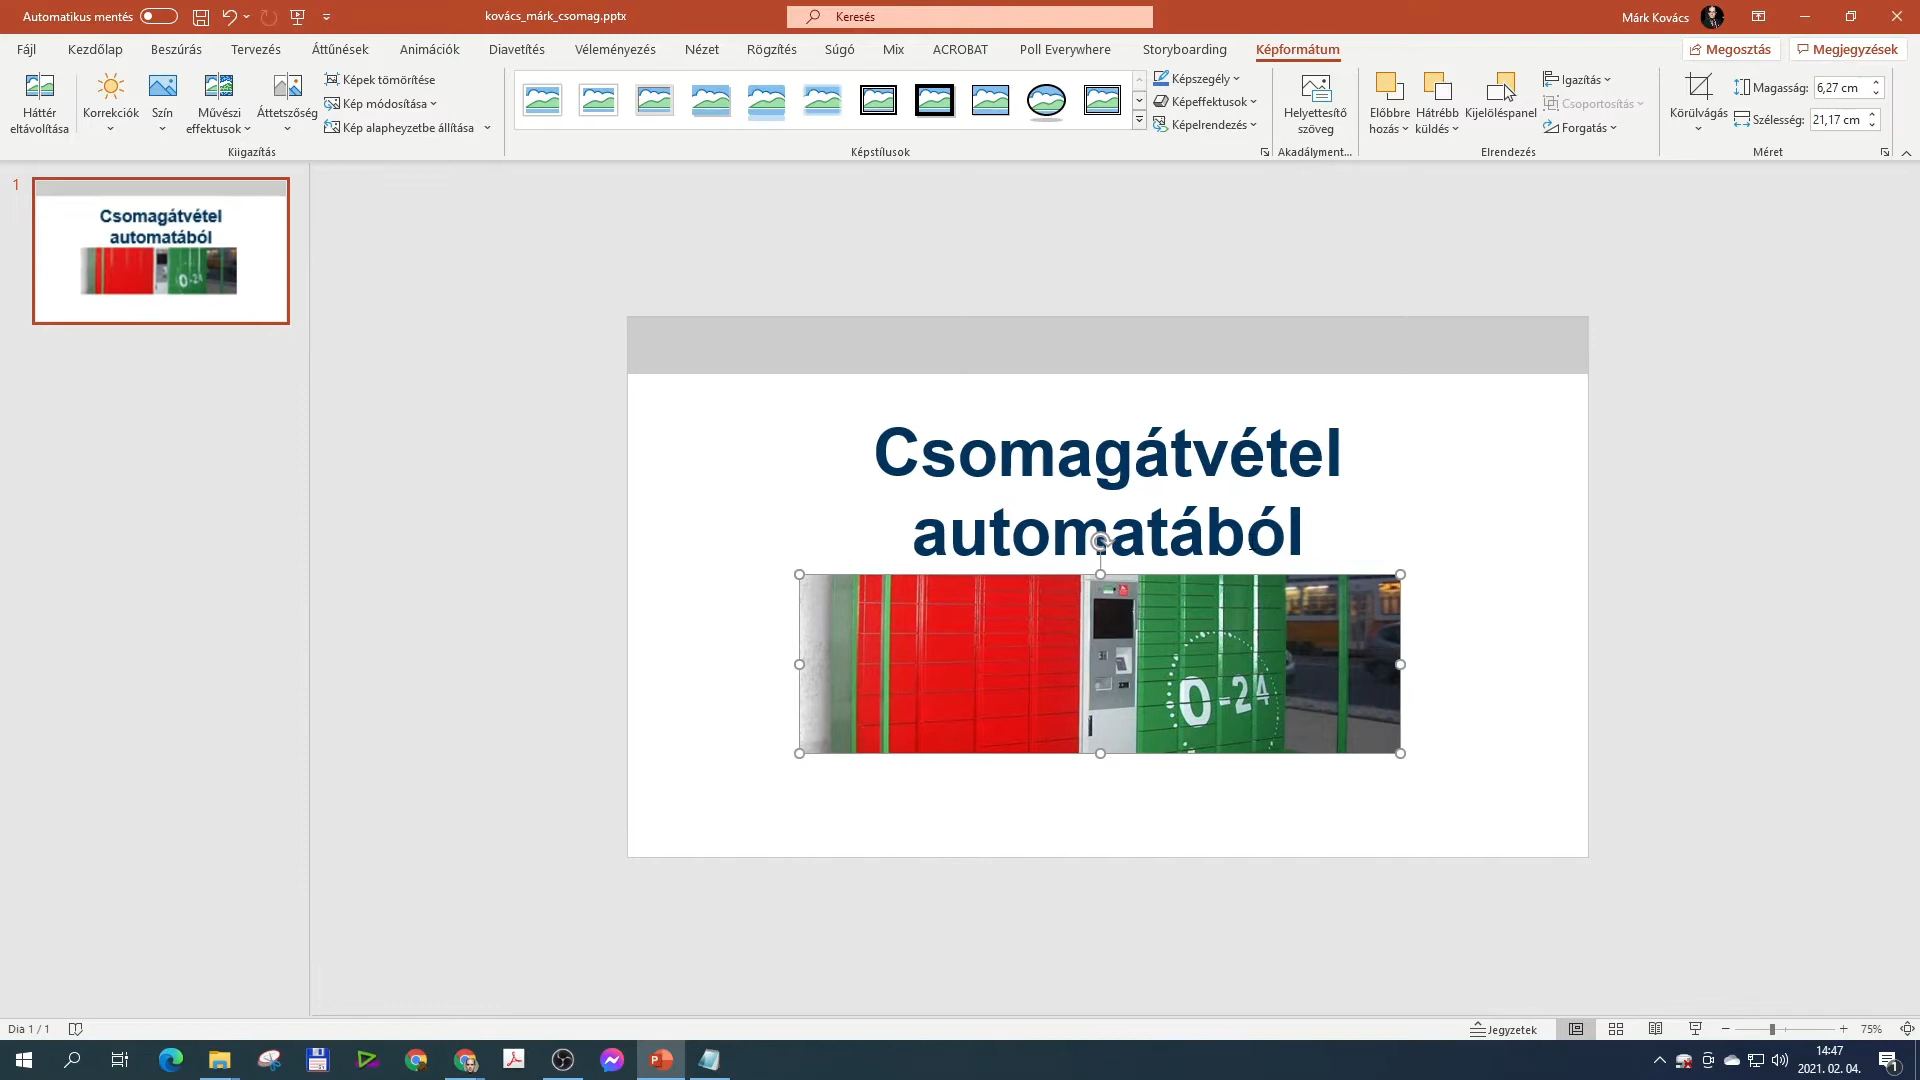 Automatikus mentés
kovács_márk_csomag.pptx
Keresés
Márk Kovács
Fájl Kezdőlap Beszúrás Tervezés Áttűnések Animációk Diavetítés Véleményezés Nézet Rögzítés Súgó Mix ACROBAT Poll Everywhere Storyboarding Képformátum
Megosztás Megjegyzések
Háttér eltávolítása
Korrekciók
Szín
Művészi effektusok
Áttetszőség
Képek tömörítése
Kép módosítása
Kép alaphelyzetbe állítása
Kiigazítás
Képstílusok
Képszegély
Képeffektusok
Képelrendezés
Helyettesítő szöveg
Akadályment...
Előbbre hozás
Hátrébb küldés
Kijelöléspanel
Igazítás
Csoportosítás
Forgatás
Elrendezés
Körülvágás
Magasság: 6,27 cm
Szélesség: 21,17 cm
Méret
1
Csomagátvétel
automatából
0-24
Csomagátvétel
automatából
0-24
Dia 1 / 1
Jegyzetek
75%
14:47
2021. 02. 04.
1